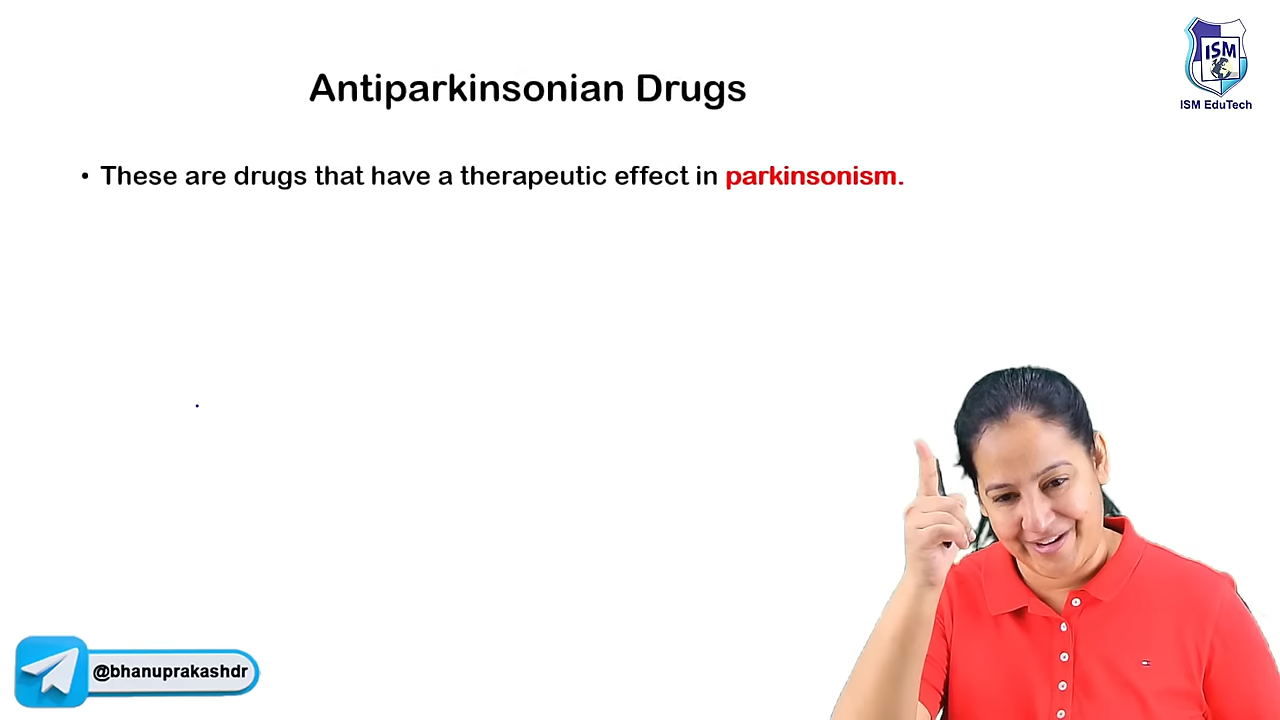 Antiparkinsonian Drugs
ISM
ISM EduTech
• These are drugs that have a therapeutic effect in parkinsonism.
@bhanuprakashdr